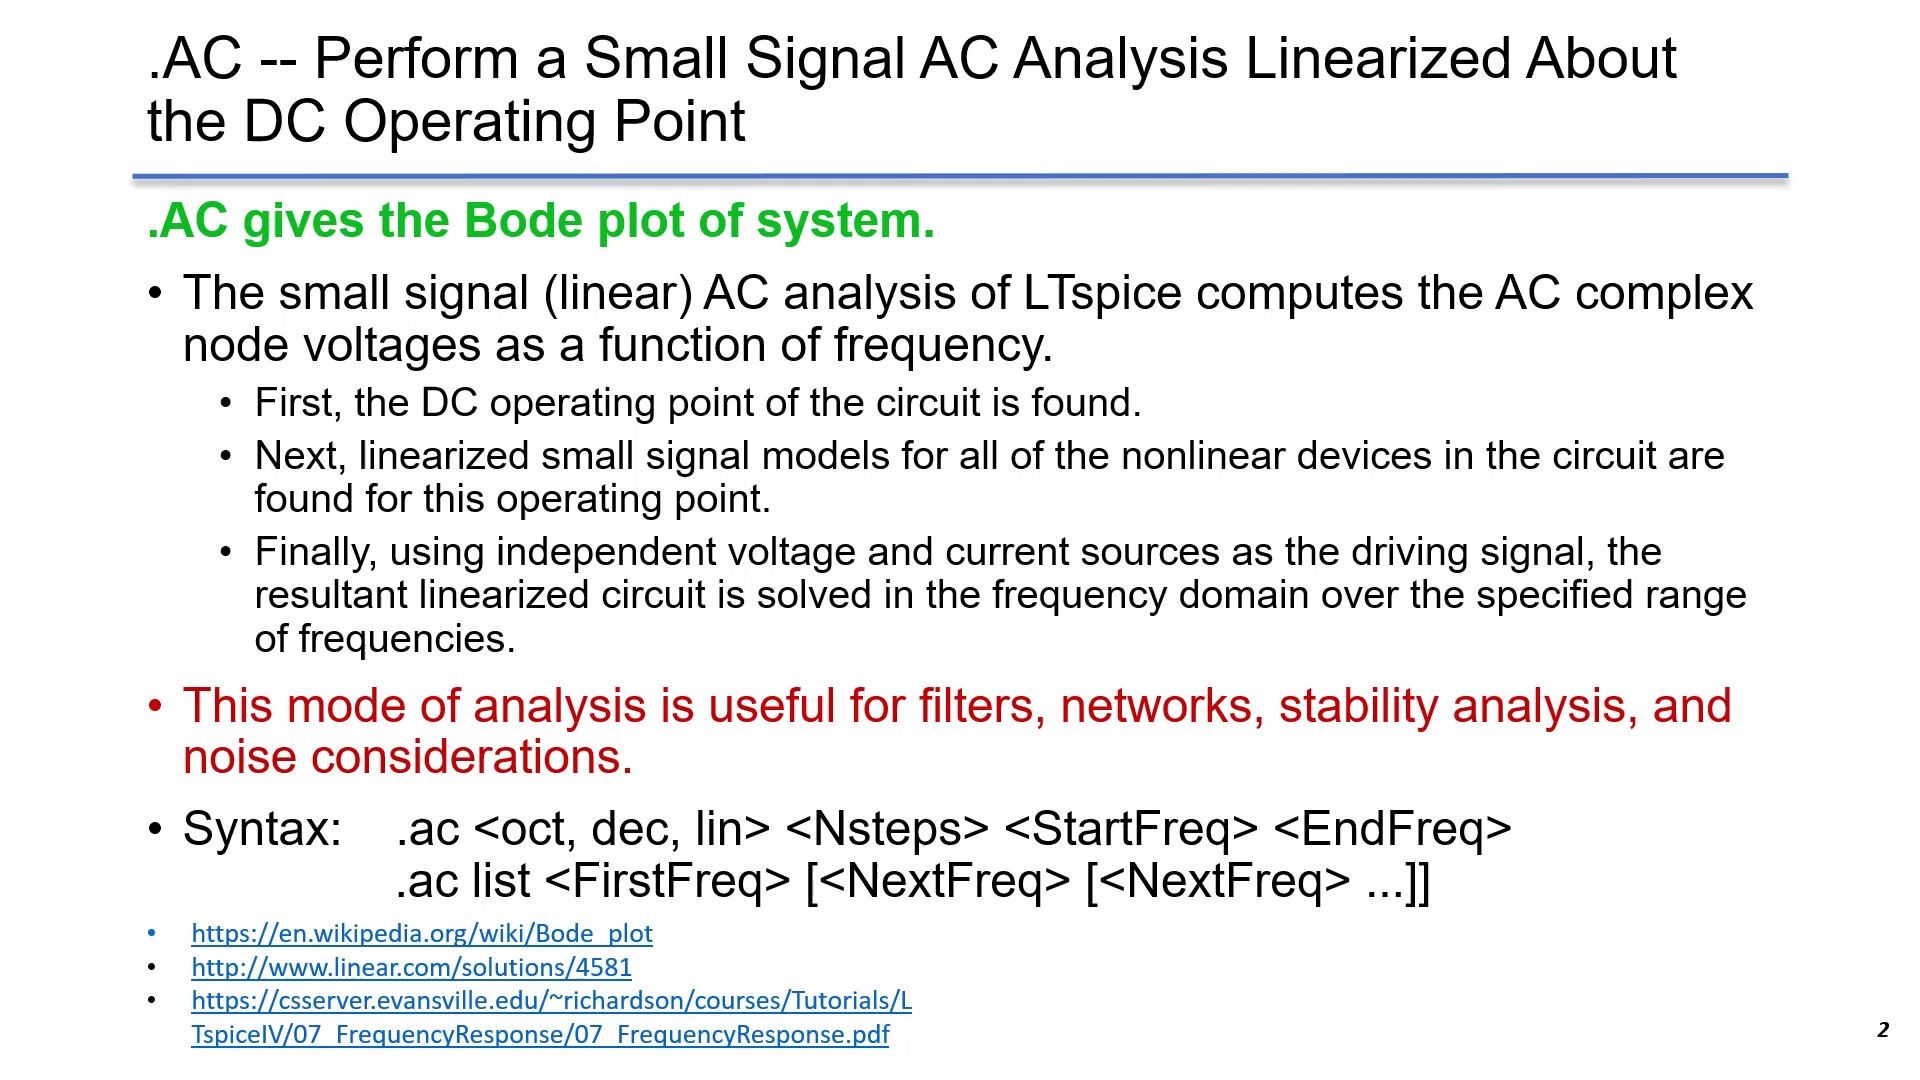 .AC -- Perform a Small Signal AC Analysis Linearized About
the DC Operating Point
.AC gives the Bode plot of system.
• The small signal (linear) AC analysis of LTspice computes the AC complex
node voltages as a function of frequency.
• First, the DC operating point of the circuit is found.
• Next, linearized small signal models for all of the nonlinear devices in the circuit are
found for this operating point.
• Finally, using independent voltage and current sources as the driving signal, the
resultant linearized circuit is solved in the frequency domain over the specified range
of frequencies.
• This mode of analysis is useful for filters, networks, stability analysis, and
noise considerations.
• Syntax: .ac <oct, dec, lin> <Nsteps> <StartFreq> <EndFreq>
.ac list <FirstFreq> [<NextFreq> [<NextFreq> ...]]
• https://en.wikipedia.org/wiki/Bode_plot
• http://www.linear.com/solutions/4581
• https://csserver.evansville.edu/~richardson/courses/Tutorials/L
TspiceIV/07_FrequencyResponse/07_FrequencyResponse.pdf
2